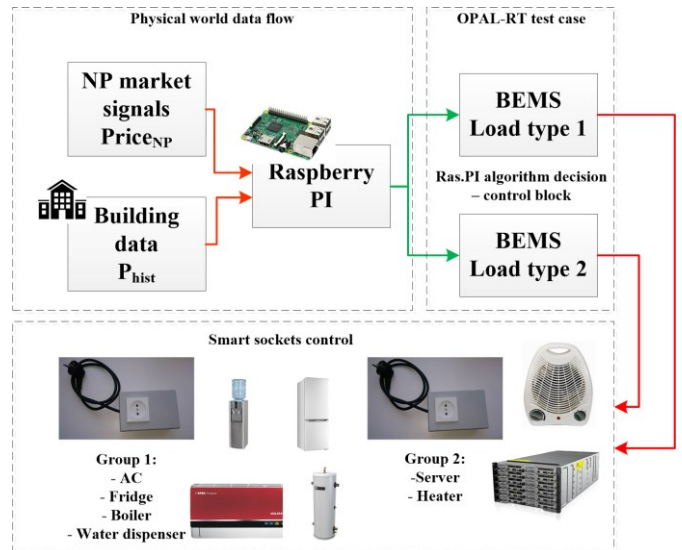 Physical world data flow
OPAL-RT test case
NP market
signals
Price_NP
Raspberry
PI
Building
data
P_hist
BEMS
Load type 1
Ras.PI algorithm decision
– control block
BEMS
Load type 2
Smart sockets control
Group 1:
- AC
- Fridge
- Boiler
- Water dispenser
Group 2:
-Server
- Heater